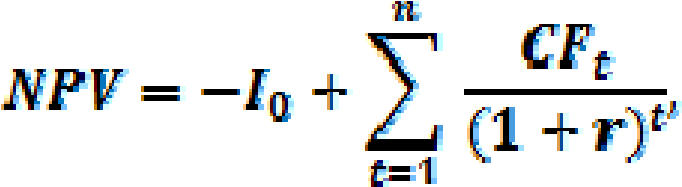 NPV = −I₀ + ∑ₜ₌₁ⁿ CFₜ / (1 + r)ᵗ,